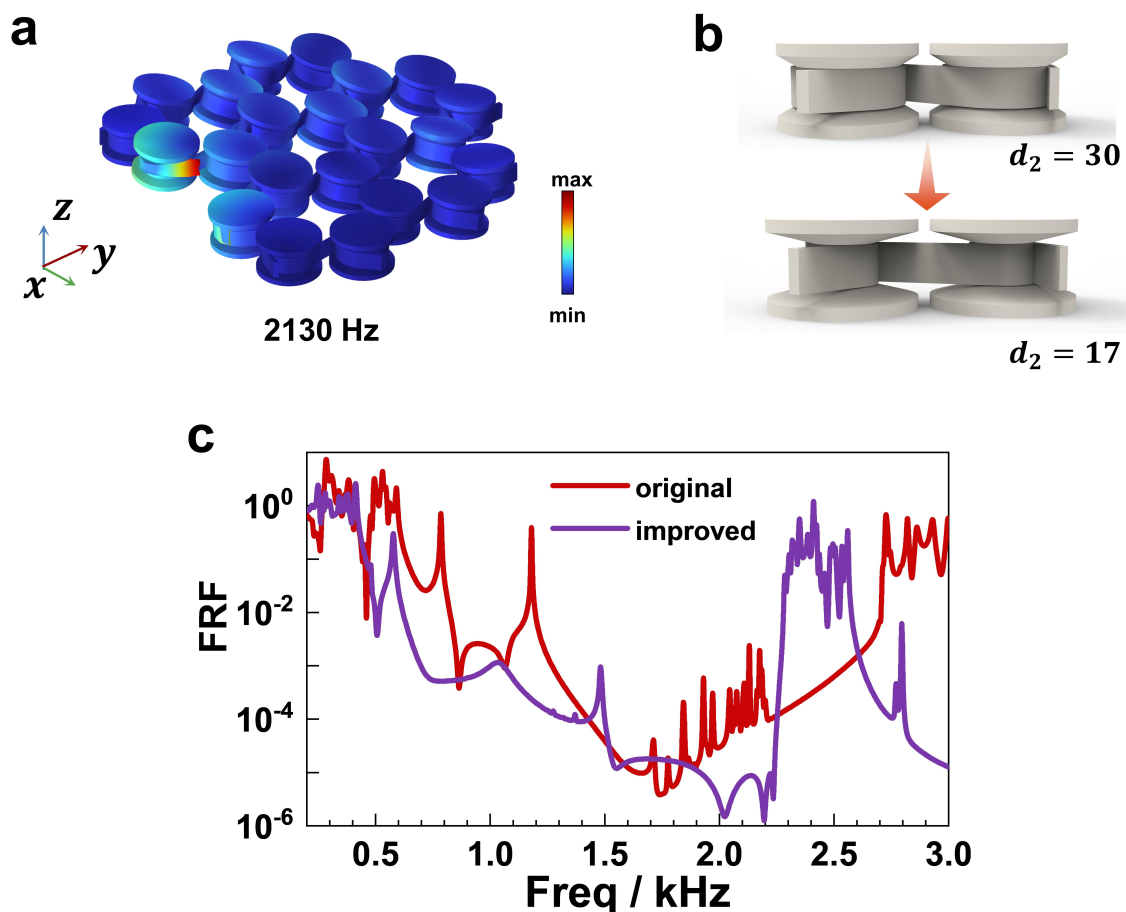 a
b
z
y
x
max
min
2130 Hz
d₂ = 30
d₂ = 17
c
original
improved
FRF
10⁰
10⁻²
10⁻⁴
10⁻⁶
0.5 1.0 1.5 2.0 2.5 3.0
Freq / kHz